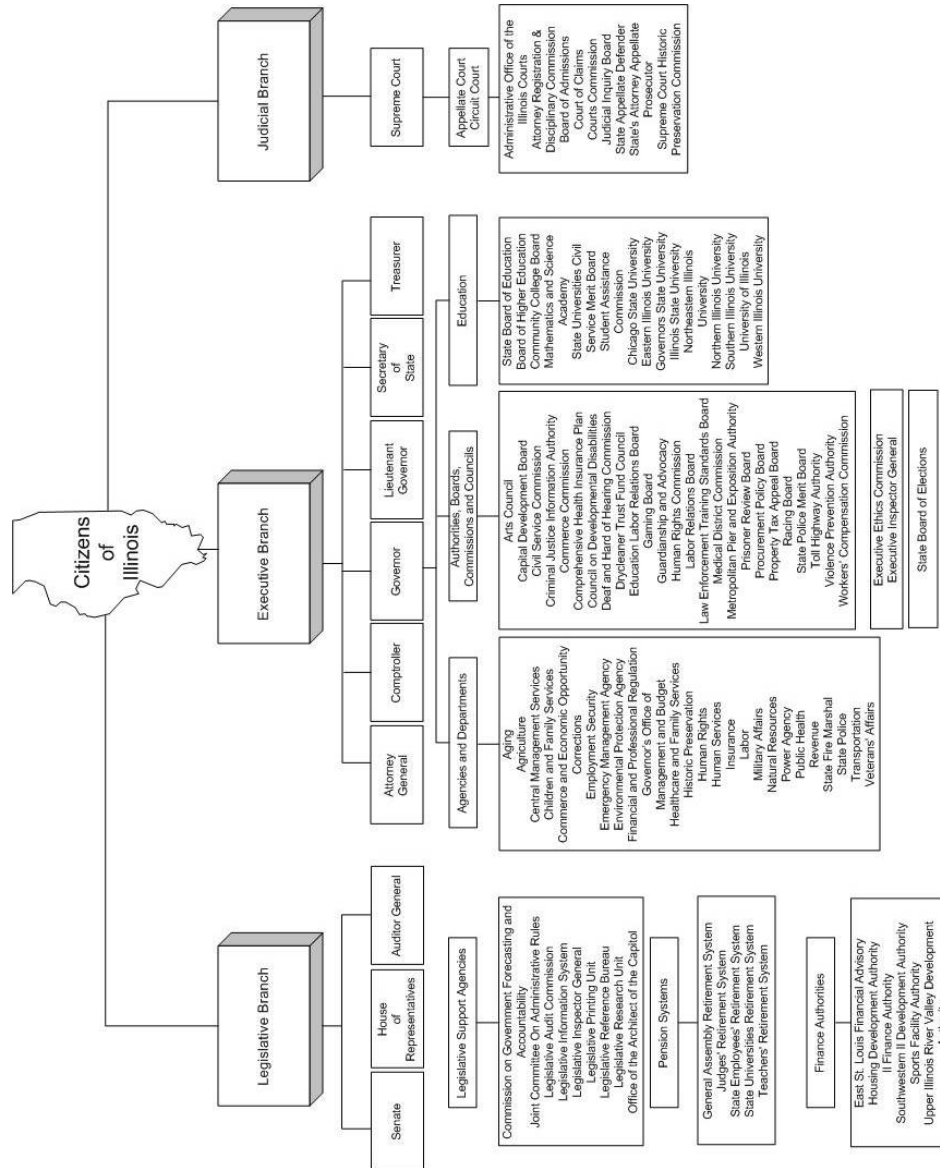 Citizens
of
Illinois
Legislative Branch
Executive Branch
Judicial Branch
Senate
House
of
Representatives
Auditor General
Attorney
General
Comptroller
Governor
Lieutenant
Governor
Secretary
of
State
Treasurer
Supreme Court
Appellate Court
Circuit Court
Legislative Support Agencies
Commission on Government Forecasting and
Accountability
Joint Committee On Administrative Rules
Legislative Audit Commission
Legislative Information System
Legislative Inspector General
Legislative Printing Unit
Legislative Reference Bureau
Legislative Research Unit
Office of the Architect of the Capitol
Pension Systems
General Assembly Retirement System
Judges' Retirement System
State Employees' Retirement System
State Universities Retirement System
Teachers' Retirement System
Finance Authorities
East St. Louis Financial Advisory
Housing Development Authority
Il Finance Authority
Southwestern Il Development Authority
Sports Facility Authority
Upper Illinois River Valley Development
Agencies and Departments
Aging
Agriculture
Central Management Services
Children and Family Services
Commerce and Economic Opportunity
Corrections
Employment Security
Emergency Management Agency
Environmental Protection Agency
Financial and Professional Regulation
Governor's Office of
Management and Budget
Healthcare and Family Services
Historic Preservation
Human Rights
Human Services
Insurance
Labor
Military Affairs
Natural Resources
Power Agency
Public Health
Revenue
State Fire Marshal
State Police
Transportation
Veterans' Affairs
Authorities, Boards,
Commissions and Councils
Arts Council
Capital Development Board
Civil Service Commission
Criminal Justice Information Authority
Commerce Commission
Comprehensive Health Insurance Plan
Council on Developmental Disabilities
Deaf and Hard of Hearing Commission
Drycleaner Trust Fund Council
Education Labor Relations Board
Gaming Board
Guardianship and Advocacy
Human Rights Commission
Labor Relations Board
Law Enforcement Training Standards Board
Medical District Commission
Metropolitan Pier and Exposition Authority
Prisoner Review Board
Procurement Policy Board
Property Tax Appeal Board
Racing Board
State Police Merit Board
Toll Highway Authority
Violence Prevention Authority
Workers' Compensation Commission
Executive Ethics Commission
Executive Inspector General
State Board of Elections
Education
State Board of Education
Board of Higher Education
Community College Board
Mathematics and Science
Academy
State Universities Civil
Service Merit Board
Student Assistance
Commission
Chicago State University
Eastern Illinois University
Governors State University
Illinois State University
Northeastern Illinois
University
Northern Illinois University
Southern Illinois University
University of Illinois
Western Illinois University
Administrative Office of the
Illinois Courts
Attorney Registration &
Disciplinary Commission
Board of Admissions
Court of Claims
Courts Commission
Judicial Inquiry Board
State Appellate Defender
State's Attorney Appellate
Prosecutor
Supreme Court Historic
Preservation Commission